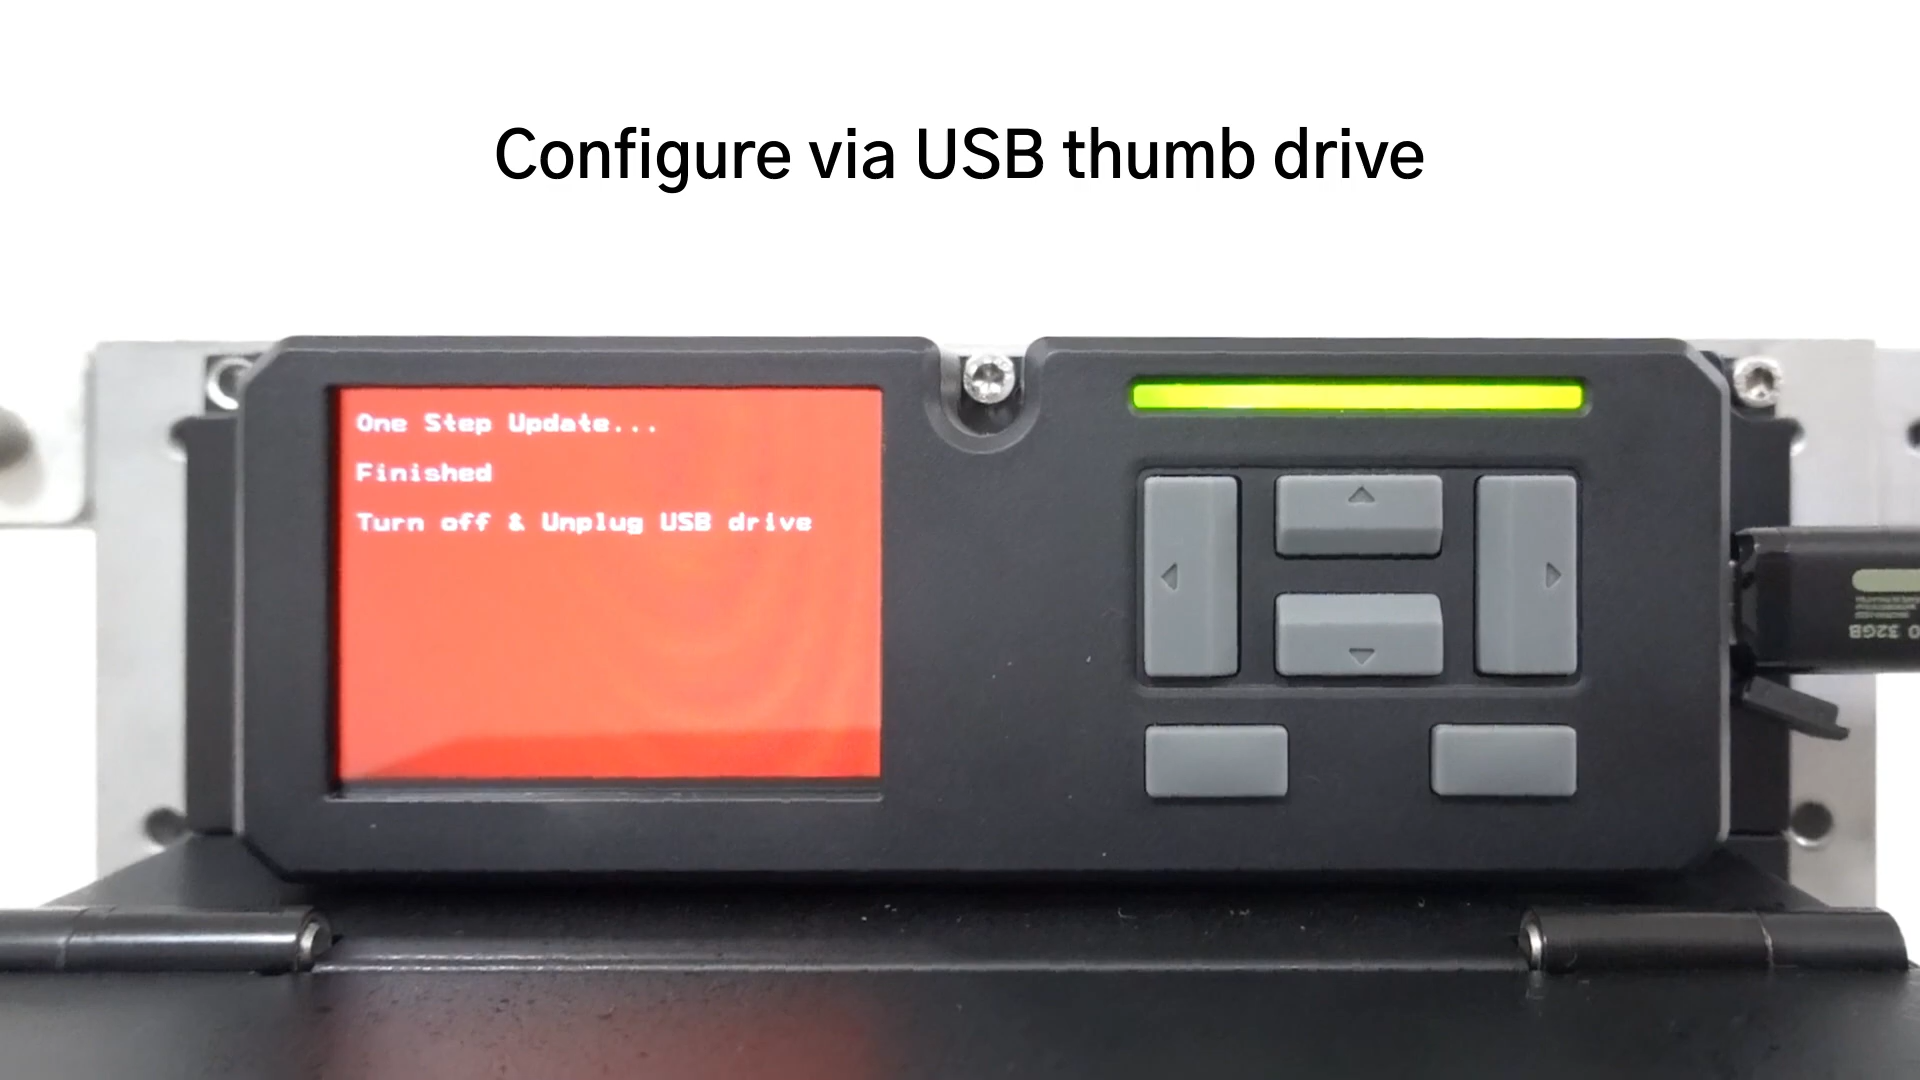 Configure via USB thumb drive
One Step Update...
Finished
Turn off & Unplug USB drive
32GB